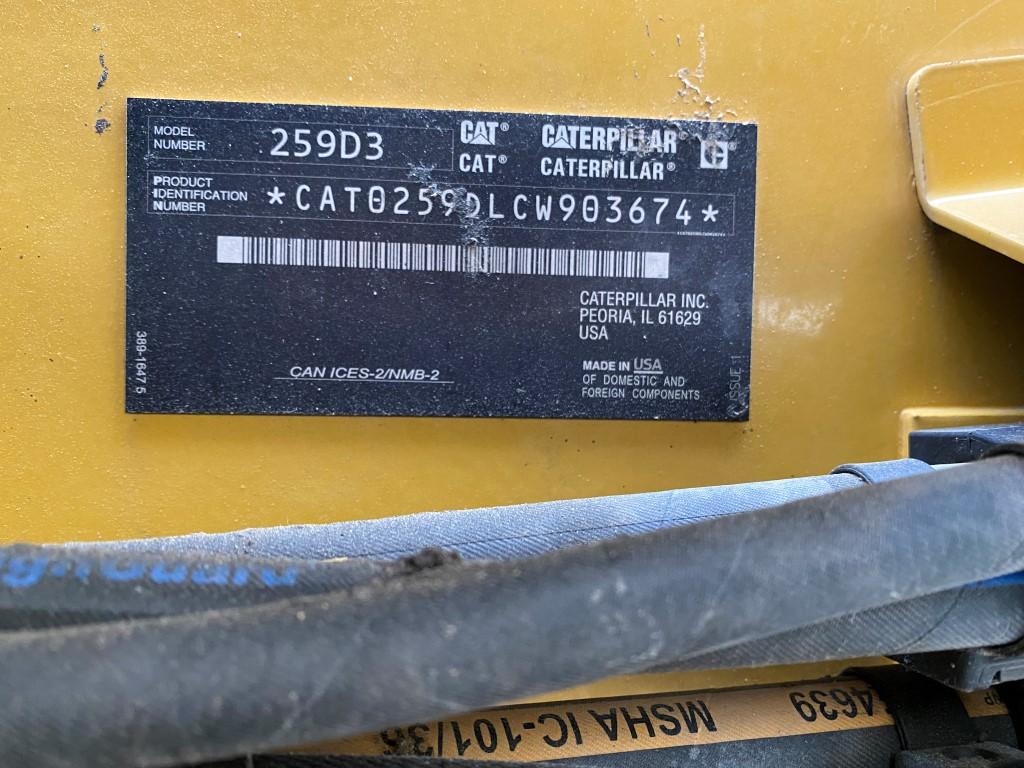 MODEL
NUMBER
259D3
CAT® CATERPILLAR®
CAT® CATERPILLAR®
PRODUCT
IDENTIFICATION
NUMBER
*CAT0259DLCW903674*
CATERPILLAR INC.
PEORIA, IL 61629
USA
MADE IN USA
OF DOMESTIC AND
FOREIGN COMPONENTS
CAN ICES-2/NMB-2
389-1647 5
ISSUE 11
MSHA IC-101/36
4639